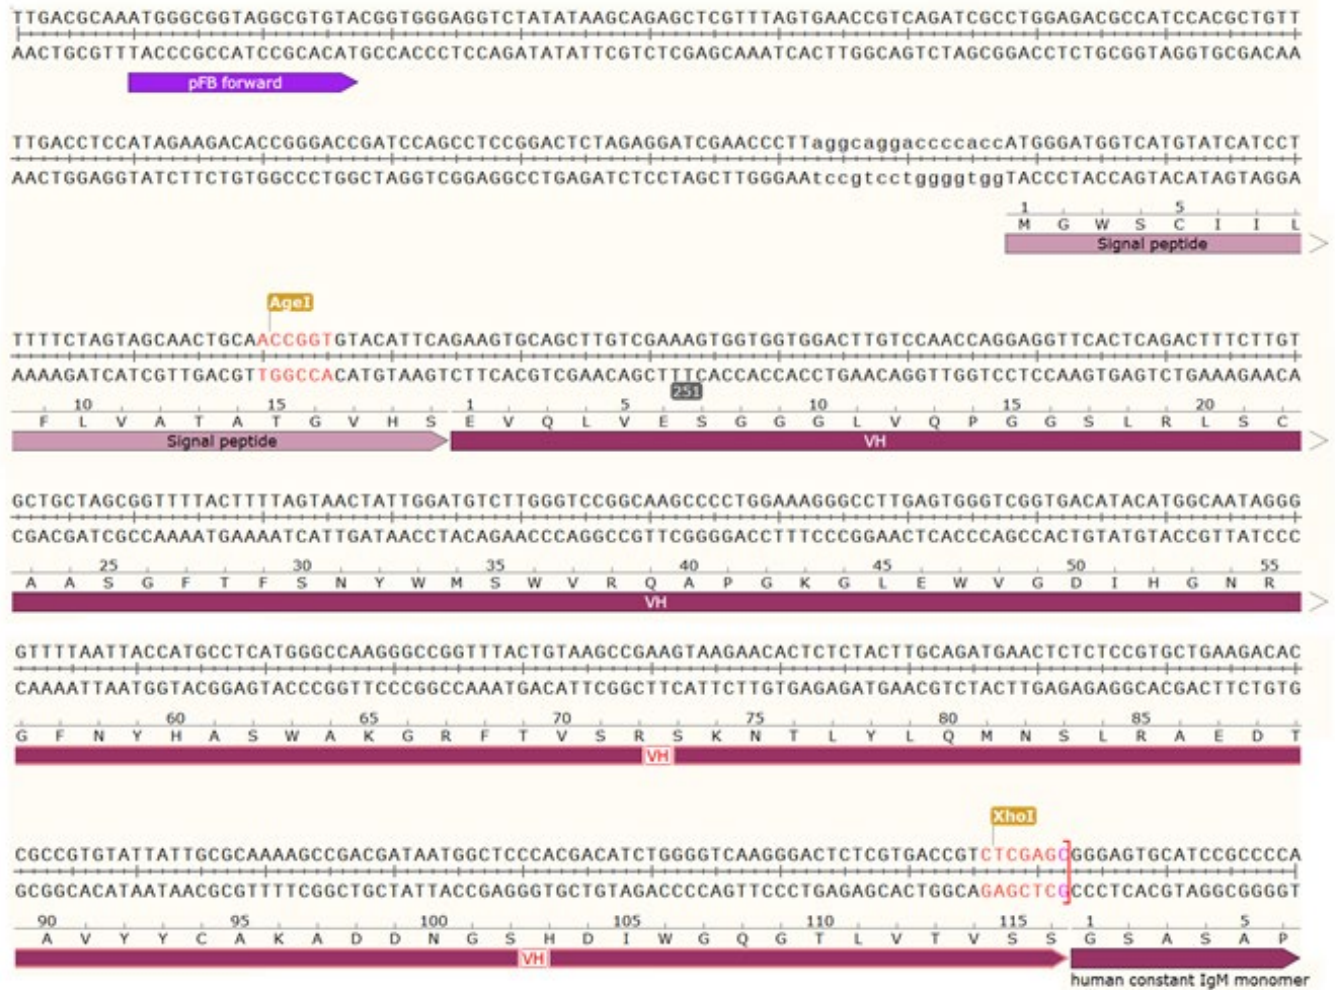 TTGACGCAAATGGGCGGTAGGCGTGTACGGTGGGAGGTCTATATAAGCAGAGCTCGTTTAGTGAACCGTCAGATCGCCTGGAGACGCCATCCACGCTGTT
AACTGCGTTTACCCGCCATCCGCACATGCCACCCTCCAGATATATTCGTCTCGAGCAAATCACTTGGCAGTCTAGCGGACCTCTGCGGTAGGTGCGACAA
pFB forward
TTGACCTCCATAGAAGACACCGGGACCGATCCAGCCTCCGGACTCTAGAGGATCGAACCCTTaggcaggaccccaccATGGGATGGTCATGTATCATCCT
AACTGGAGGTATCTTCTGTGGCCCTGGCTAGGTCGGAGGCCTGAGATCTCCTAGCTTGGGAAtccgtcctggggtggTACCCTACCAGTACATAGTAGGA
1 5
M G W S C I I L
Signal peptide
AgeI
TTTTCTAGTAGCAACTGCAACCGGTGTACATTCAGAAGTGCAGCTTGTCGAAAGTGGTGGTGGACTTGTCCAACCAGGAGGTTCACTCAGACTTTCTTGT
AAAAGATCATCGTTGACGTTGGCCACATGTAAGTCTTCACGTCGAACAGCTTTCACCACCACCTGAACAGGTTGGTCCTCCAAGTGAGTCTGAAAGAACA
251
10 15 1 5 10 15 20
F L V A T A T G V H S E V Q L V E S G G G L V Q P G G S L R L S C
Signal peptide VH
GCTGCTAGCGGTTTTACTTTTAGTAACTATTGGATGTCTTGGGTCCGGCAAGCCCCTGGAAAGGGCCTTGAGTGGGTCGGTGACATACATGGCAATAGGG
CGACGATCGCCAAAATGAAAATCATTGATAACCTACAGAACCCAGGCCGTTCGGGGACCTTTCCCGGAACTCACCCAGCCACTGTATGTACCGTTATCCC
25 30 35 40 45 50 55
A A S G F T F S N Y W M S W V R Q A P G K G L E W V G D I H G N R
VH
GTTTTAATTACCATGCCTCATGGGCCAAGGGCCGGTTTACTGTAAGCCGAAGTAAGAACACTCTCTACTTGCAGATGAACTCTCTCCGTGCTGAAGACAC
CAAAATTAATGGTACGGAGTACCCGGTTCCCGGCCAAATGACATTCGGCTTCATTCTTGTGAGAGATGAACGTCTACTTGAGAGAGGCACGACTTCTGTG
60 65 70 75 80 85
G F N Y H A S W A K G R F T V S R S K N T L Y L Q M N S L R A E D T
VH
XhoI
CGCCGTGTATTATTGCGCAAAAGCCGACGATAATGGCTCCCACGACATCTGGGGTCAAGGGACTCTCGTGACCGTCTCGAGCGGGAGTGCATCCGCCCCA
GCGGCACATAATAACGCGTTTTCGGCTGCTATTACCGAGGGTGCTGTAGACCCCAGTTCCCTGAGAGCACTGGCAGAGCTCGCCCTCACGTAGGCGGGGT
90 95 100 105 110 115 1 5
A V Y Y C A K A D D N G S H D I W G Q G T L V T V S S G S A S A P
VH
human constant IgM monomer